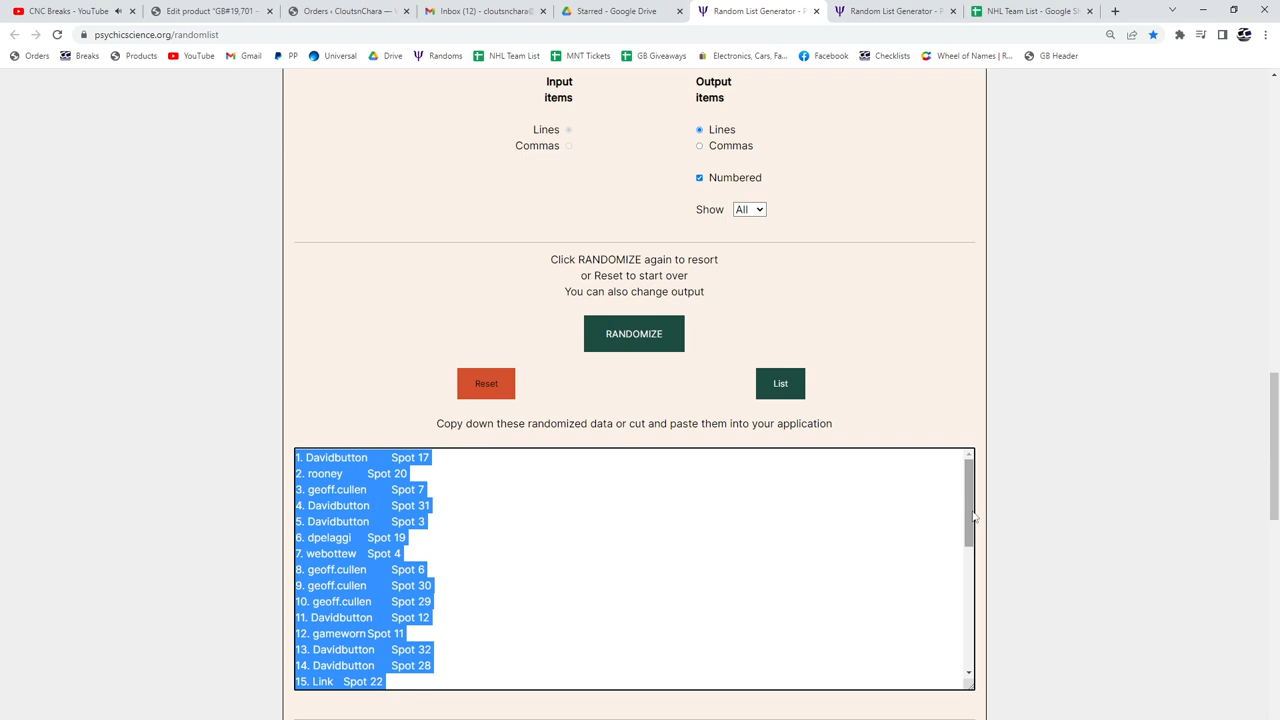 CNC Breaks - YouTube
Edit product "GB#19,701 -
Orders ‹ CloutsnChara — W
Inbox (12) - cloutsnchara@
Starred - Google Drive
Random List Generator - P
Random List Generator - P
NHL Team List - Google Sh
psychicscience.org/randomlist
Orders
Breaks
Products
YouTube
Gmail
PP
Universal
Drive
Randoms
NHL Team List
MNT Tickets
GB Giveaways
Electronics, Cars, Fa...
Facebook
Checklists
Wheel of Names | R...
GB Header
Input
items
Output
items
Lines
Commas
Lines
Commas
Numbered
Show All
Click RANDOMIZE again to resort
or Reset to start over
You can also change output
RANDOMIZE
Reset
List
Copy down these randomized data or cut and paste them into your application
1. Davidbutton Spot 17
2. rooney Spot 20
3. geoff.cullen Spot 7
4. Davidbutton Spot 31
5. Davidbutton Spot 3
6. dpelaggi Spot 19
7. webottew Spot 4
8. geoff.cullen Spot 6
9. geoff.cullen Spot 30
10. geoff.cullen Spot 29
11. Davidbutton Spot 12
12. gameworn Spot 11
13. Davidbutton Spot 32
14. Davidbutton Spot 28
15. Link Spot 22